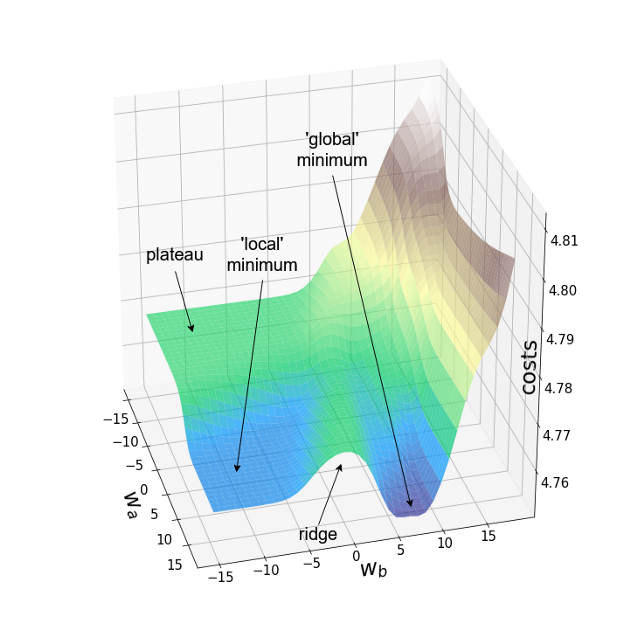 'global'
minimum
'local'
minimum
plateau
ridge
costs
4.81
4.80
4.79
4.78
4.77
4.76
−15
−10
−5
0
5
10
15
wa
−15
−10
−5
0
5
10
15
wb